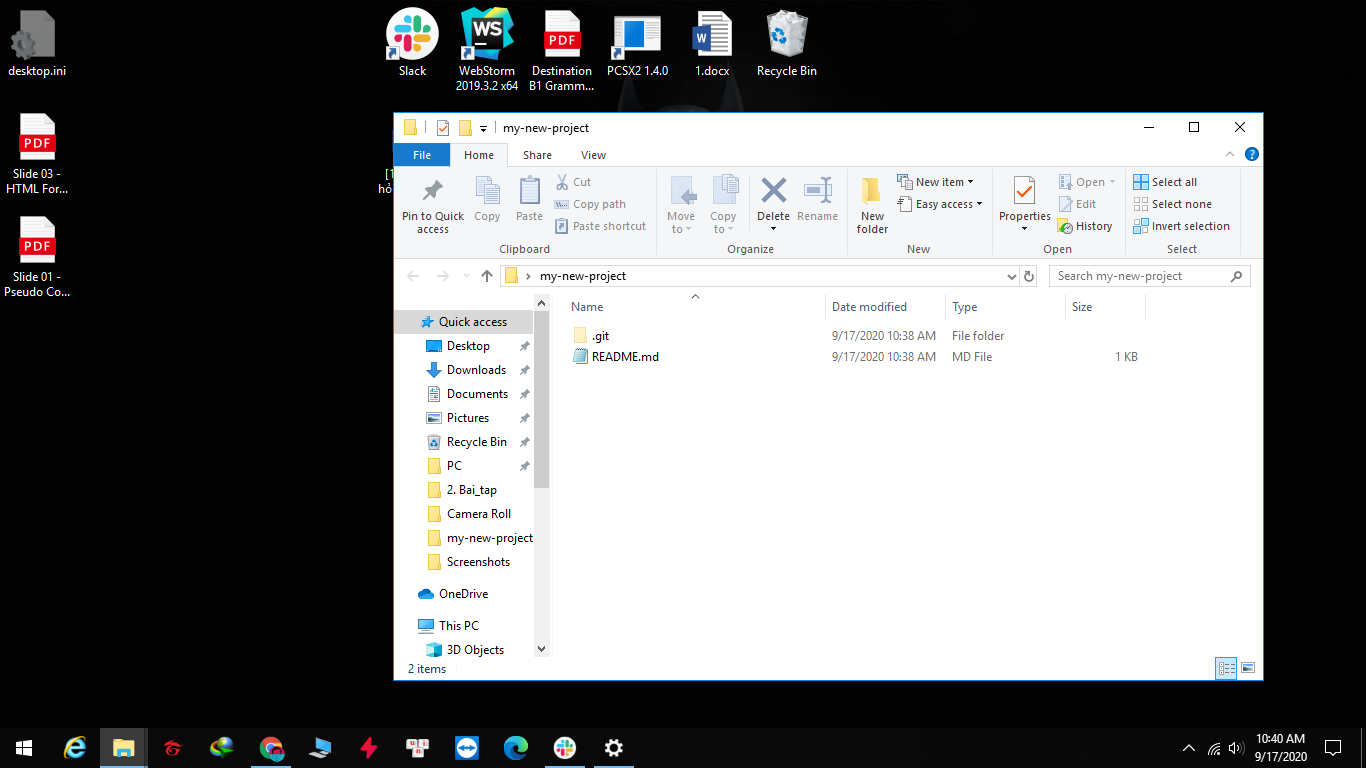 desktop.ini
Slack
WebStorm
2019.3.2 x64
WS
PDF
Destination
B1 Gramm...
PCSX2 1.4.0
W
1.docx
Recycle Bin
PDF
Slide 03 -
HTML For...
PDF
Slide 01 -
Pseudo Co...
[1
hỏ
my-new-project
File
Home
Share
View
Pin to Quick
access
Copy
Paste
Cut
Copy path
Paste shortcut
Clipboard
Move
to
Copy
to
Delete
Rename
Organize
New
folder
New item
Easy access
New
Properties
Open
Edit
History
Open
Select all
Select none
Invert selection
Select
my-new-project
Search my-new-project
Quick access
Desktop
Downloads
Documents
Pictures
Recycle Bin
PC
2. Bai_tap
Camera Roll
my-new-project
Screenshots
OneDrive
This PC
3D Objects
Name Date modified Type Size
.git 9/17/2020 10:38 AM File folder
README.md 9/17/2020 10:38 AM MD File 1 KB
2 items
10:40 AM
9/17/2020